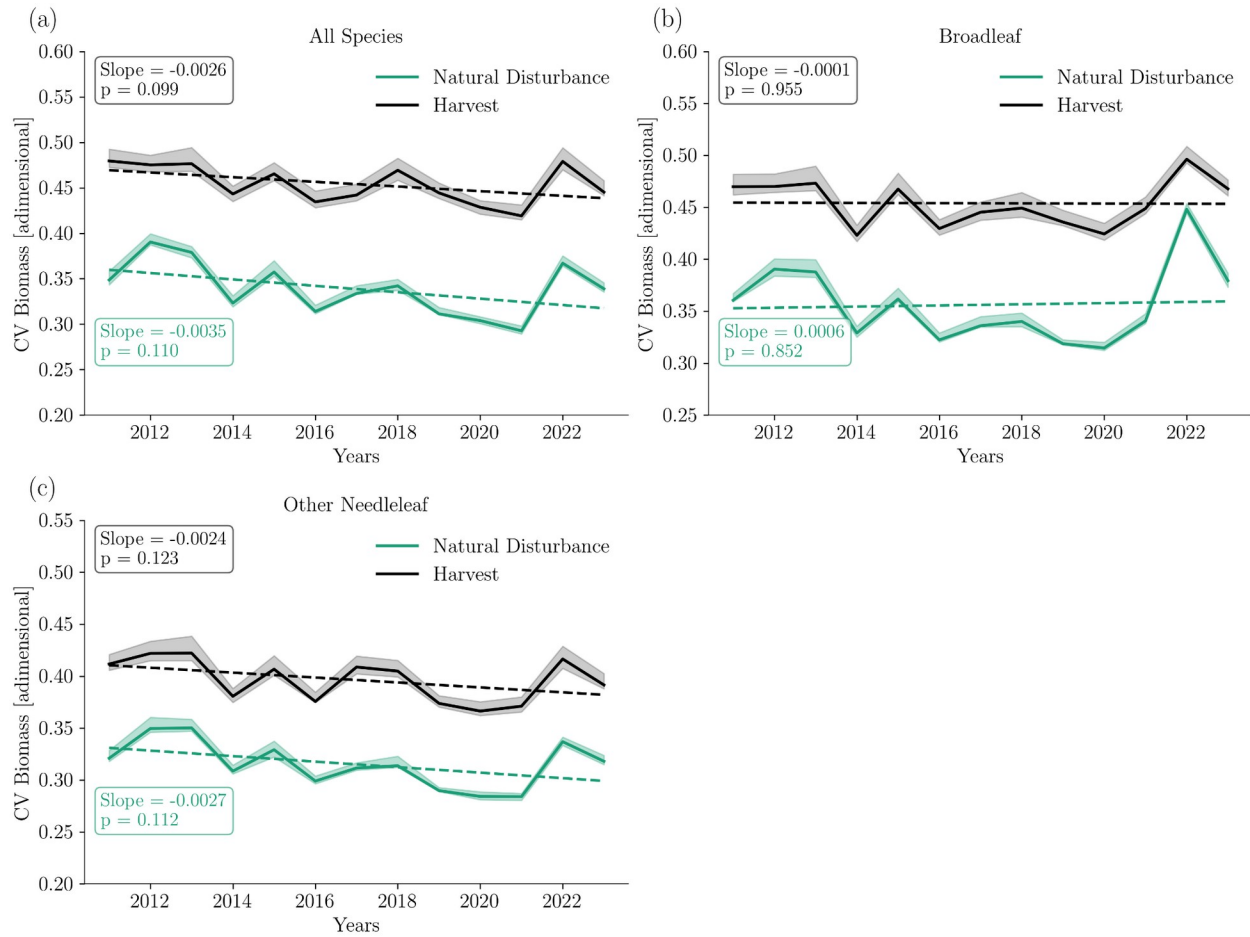 (a)
All Species
0.60
0.55
0.50
0.45
0.40
0.35
0.30
0.25
0.20
CV Biomass [adimensional]
Slope = -0.0026
p = 0.099
Natural Disturbance
Harvest
Slope = -0.0035
p = 0.110
2012 2014 2016 2018 2020 2022
Years
(b)
Broadleaf
0.60
0.55
0.50
0.45
0.40
0.35
0.30
0.25
CV Biomass [adimensional]
Slope = -0.0001
p = 0.955
Natural Disturbance
Harvest
Slope = 0.0006
p = 0.852
2012 2014 2016 2018 2020 2022
Years
(c)
Other Needleleaf
0.55
0.50
0.45
0.40
0.35
0.30
0.25
0.20
CV Biomass [adimensional]
Slope = -0.0024
p = 0.123
Natural Disturbance
Harvest
Slope = -0.0027
p = 0.112
2012 2014 2016 2018 2020 2022
Years